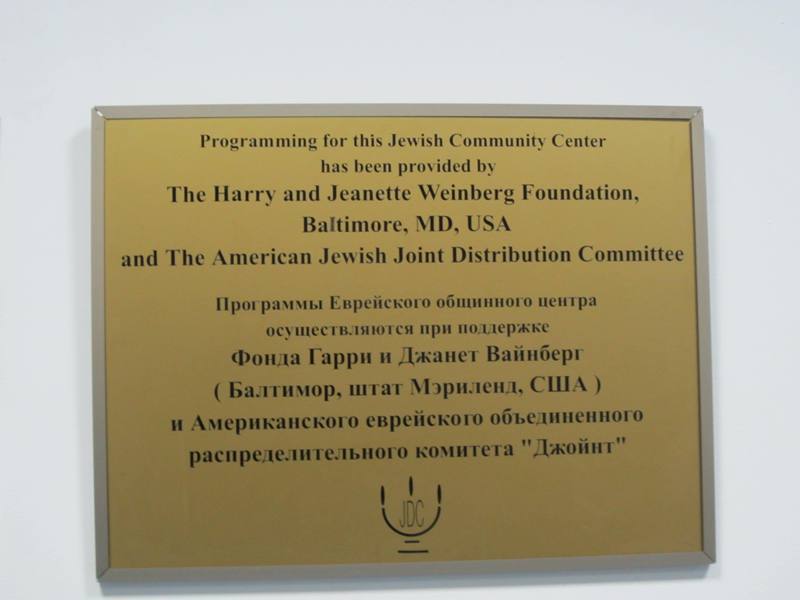 Programming for this Jewish Community Center
has been provided by
The Harry and Jeanette Weinberg Foundation,
Baltimore, MD, USA
and The American Jewish Joint Distribution Committee
Программы Еврейского общинного центра
осуществляются при поддержке
Фонда Гарри и Джанет Вайнберг
( Балтимор, штат Мэриленд, США )
и Американского еврейского объединенного
распределительного комитета "Джойнт"
JDC